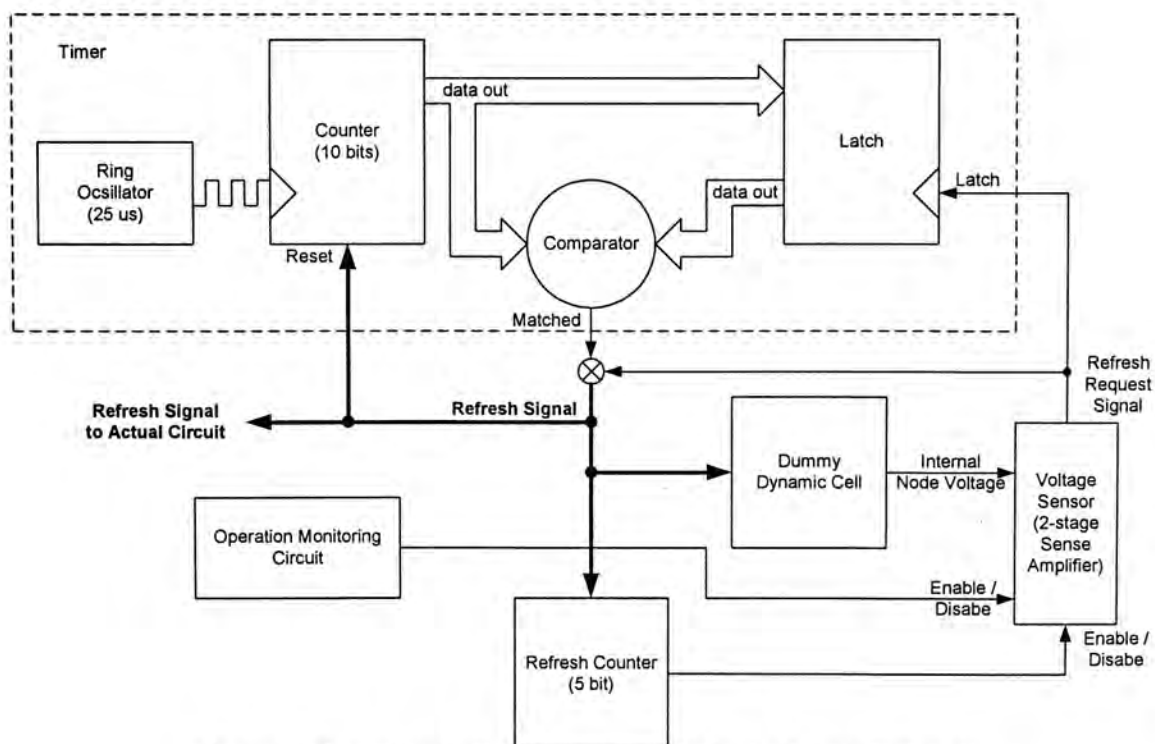 Timer
Ring
Ocsillator
(25 us)
Counter
(10 bits)
Reset
data out
Comparator
Matched
data out
Latch
Latch
Refresh
Request
Signal
Refresh Signal
to Actual Circuit
Refresh Signal
Dummy
Dynamic Cell
Internal
Node Voltage
Voltage
Sensor
(2-stage
Sense
Amplifier)
Operation Monitoring
Circuit
Enable /
Disabe
Enable /
Disabe
Refresh Counter
(5 bit)